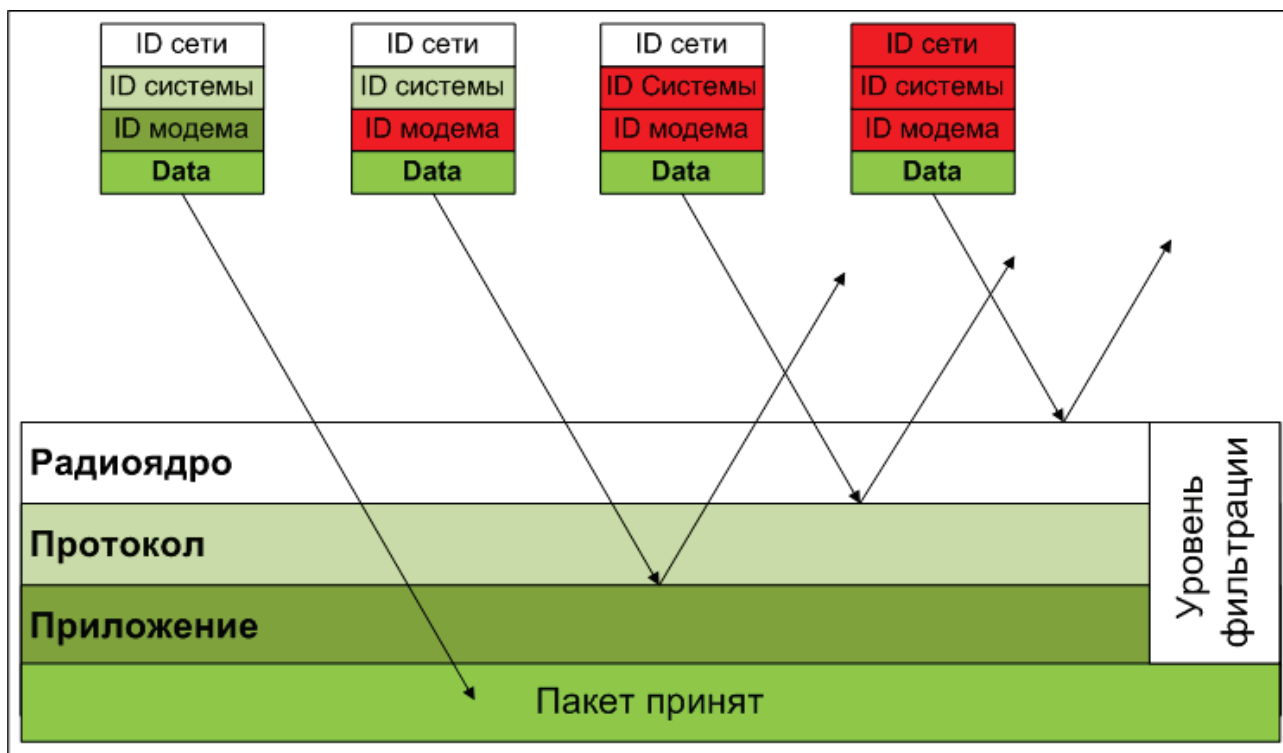 ID сети
ID системы
ID модема
Data
ID сети
ID системы
ID модема
Data
ID сети
ID Системы
ID модема
Data
ID сети
ID системы
ID модема
Data
Радиоядро
Протокол
Приложение
Уровень
фильтрации
Пакет принят